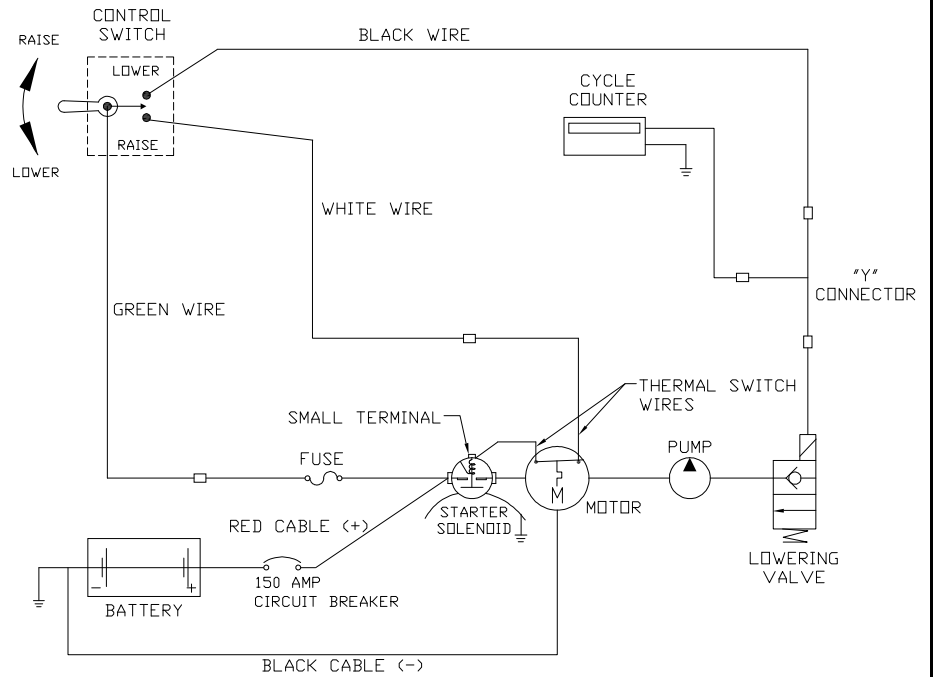 CONTROL
SWITCH
RAISE
LOWER
LOWER
RAISE
BLACK WIRE
CYCLE
COUNTER
WHITE WIRE
"Y"
CONNECTOR
GREEN WIRE
THERMAL SWITCH
WIRES
SMALL TERMINAL
FUSE
PUMP
M
MOTOR
STARTER
SOLENOID
RED CABLE (+)
LOWERING
VALVE
- +
BATTERY
150 AMP
CIRCUIT BREAKER
BLACK CABLE (-)